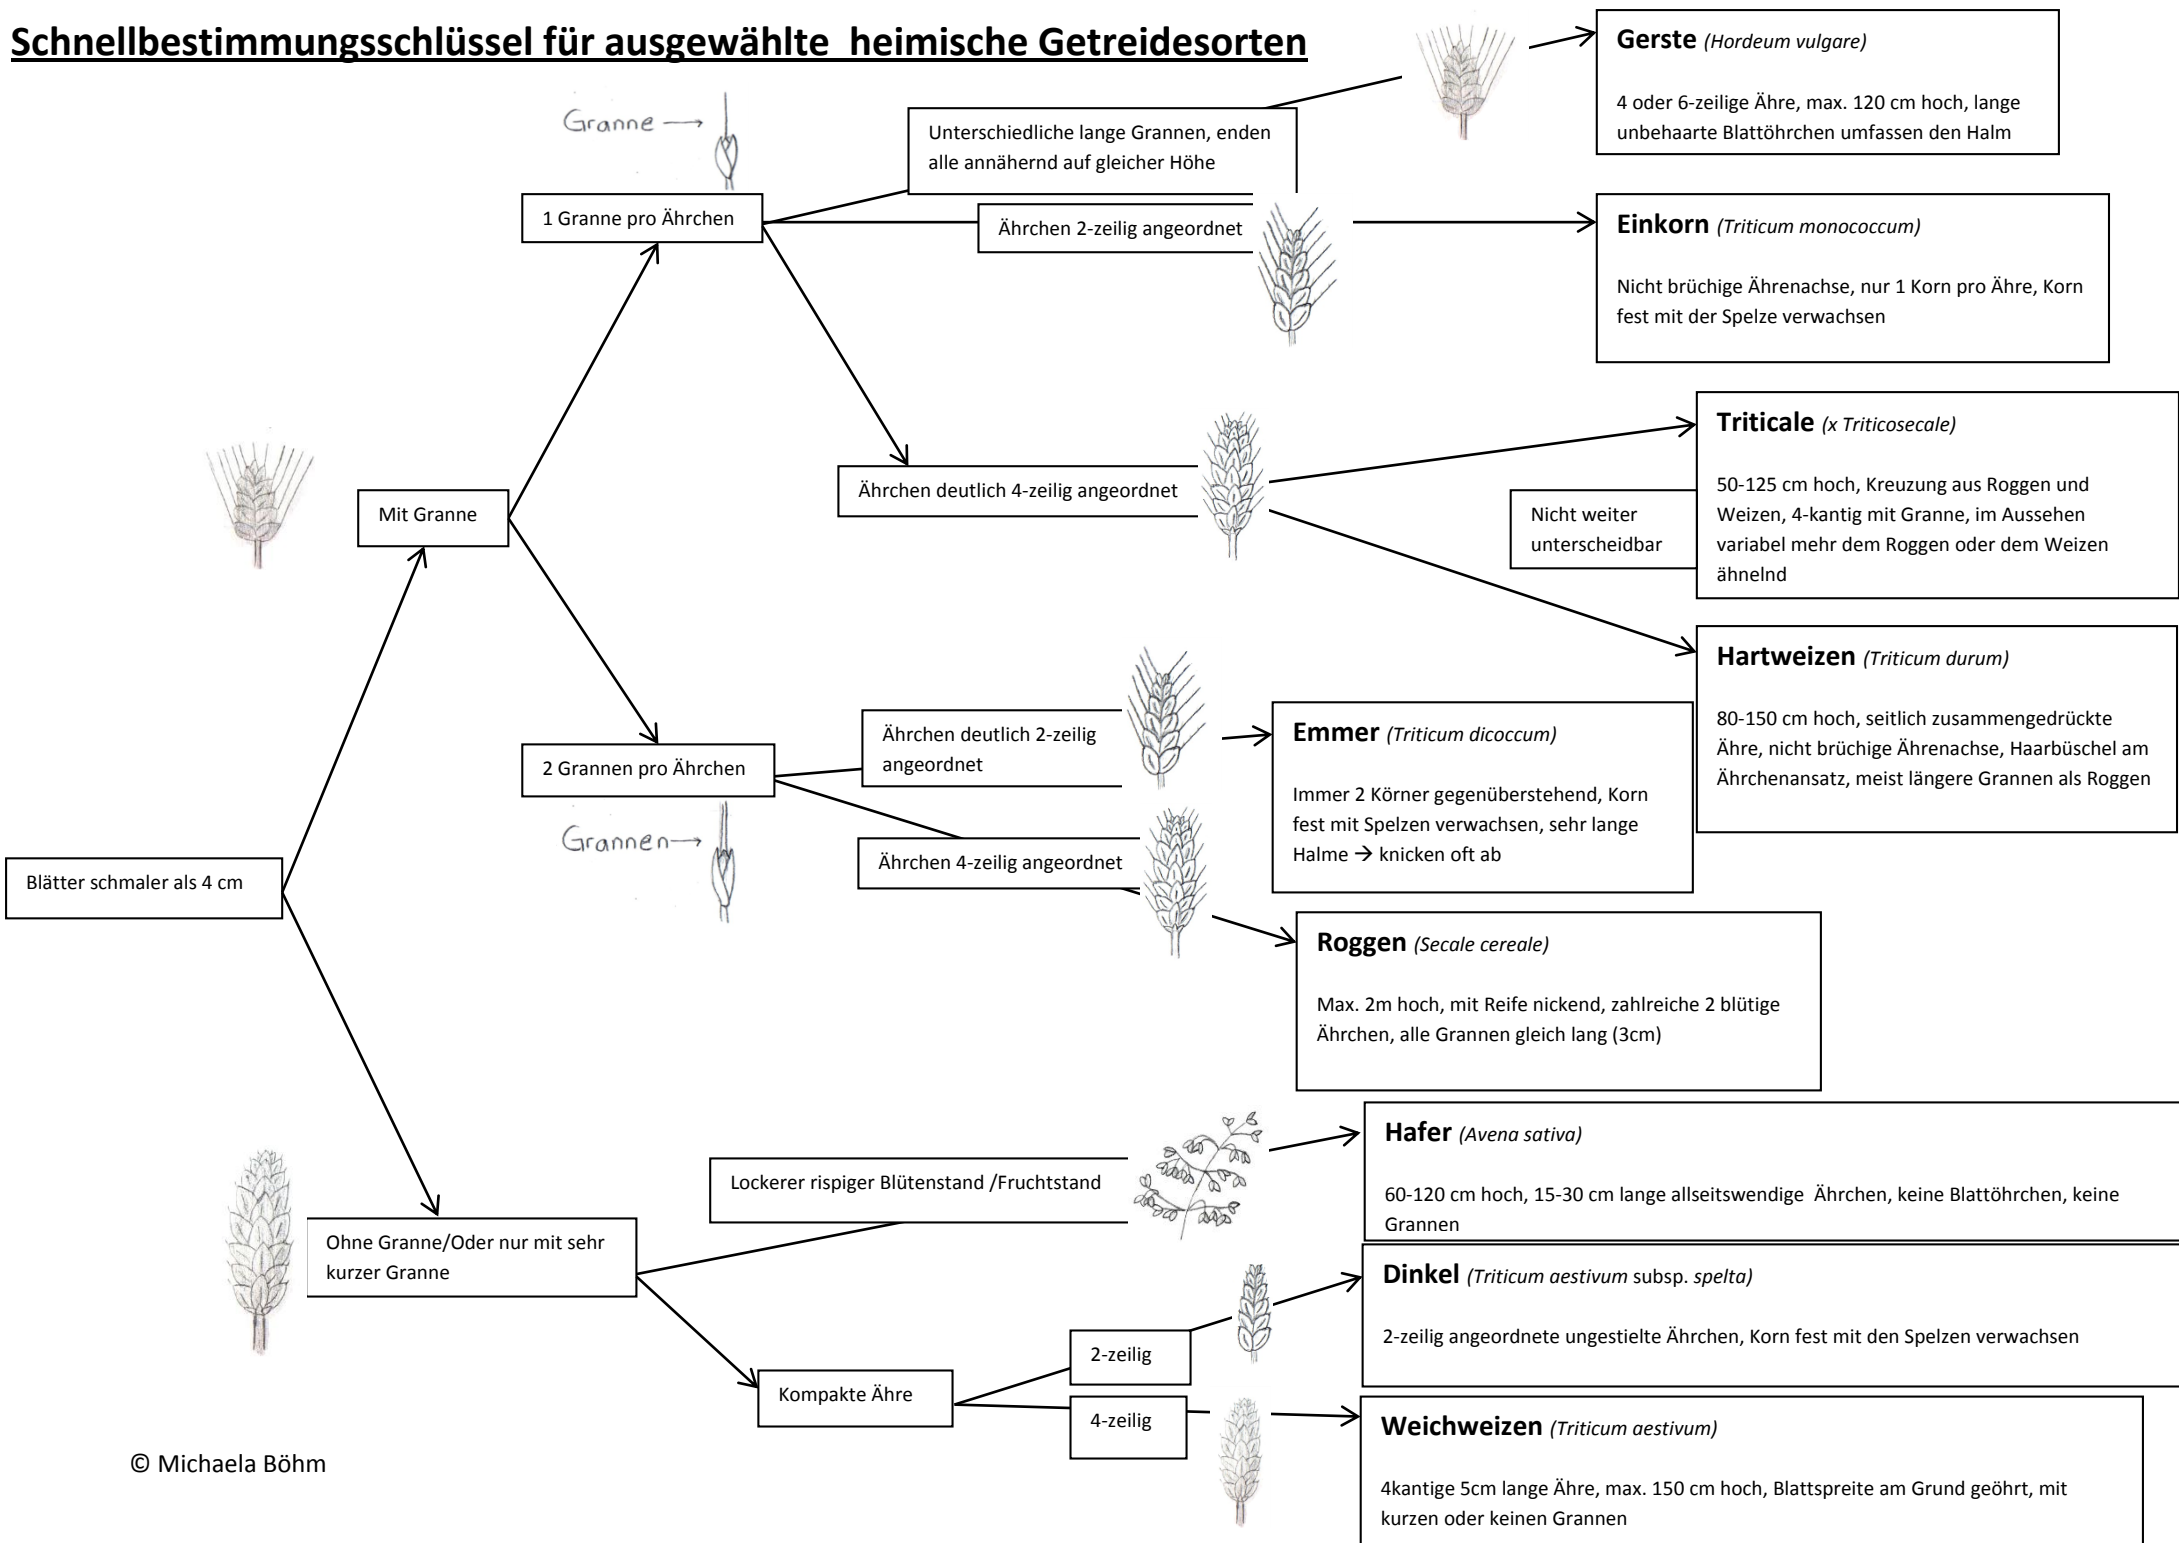 Schnellbestimmungsschlüssel für ausgewählte  heimische Getreidesorten
Granne
1 Granne pro Ährchen
Unterschiedliche lange Grannen, enden
alle annähernd auf gleicher Höhe
Gerste (Hordeum vulgare)
4 oder 6-zeilige Ähre, max. 120 cm hoch, lange
unbehaarte Blattöhrchen umfassen den Halm
Ährchen 2-zeilig angeordnet
Einkorn (Triticum monococcum)
Nicht brüchige Ährenachse, nur 1 Korn pro Ähre, Korn
fest mit der Spelze verwachsen
Mit Granne
Ährchen deutlich 4-zeilig angeordnet
Nicht weiter
unterscheidbar
Triticale (x Triticosecale)
50-125 cm hoch, Kreuzung aus Roggen und
Weizen, 4-kantig mit Granne, im Aussehen
variabel mehr dem Roggen oder dem Weizen
ähnelnd
Hartweizen (Triticum durum)
80-150 cm hoch, seitlich zusammengedrückte
Ähre, nicht brüchige Ährenachse, Haarbüschel am
Ährchenansatz, meist längere Grannen als Roggen
2 Grannen pro Ährchen
Grannen
Ährchen deutlich 2-zeilig
angeordnet
Emmer (Triticum dicoccum)
Immer 2 Körner gegenüberstehend, Korn
fest mit Spelzen verwachsen, sehr lange
Halme → knicken oft ab
Ährchen 4-zeilig angeordnet
Roggen (Secale cereale)
Max. 2m hoch, mit Reife nickend, zahlreiche 2 blütige
Ährchen, alle Grannen gleich lang (3cm)
Blätter schmaler als 4 cm
Ohne Granne/Oder nur mit sehr
kurzer Granne
Lockerer rispiger Blütenstand /Fruchtstand
Hafer (Avena sativa)
60-120 cm hoch, 15-30 cm lange allseitswendige  Ährchen, keine Blattöhrchen, keine
Grannen
Kompakte Ähre
2-zeilig
Dinkel (Triticum aestivum subsp. spelta)
2-zeilig angeordnete ungestielte Ährchen, Korn fest mit den Spelzen verwachsen
4-zeilig
Weichweizen (Triticum aestivum)
4kantige 5cm lange Ähre, max. 150 cm hoch, Blattspreite am Grund geöhrt, mit
kurzen oder keinen Grannen
© Michaela Böhm